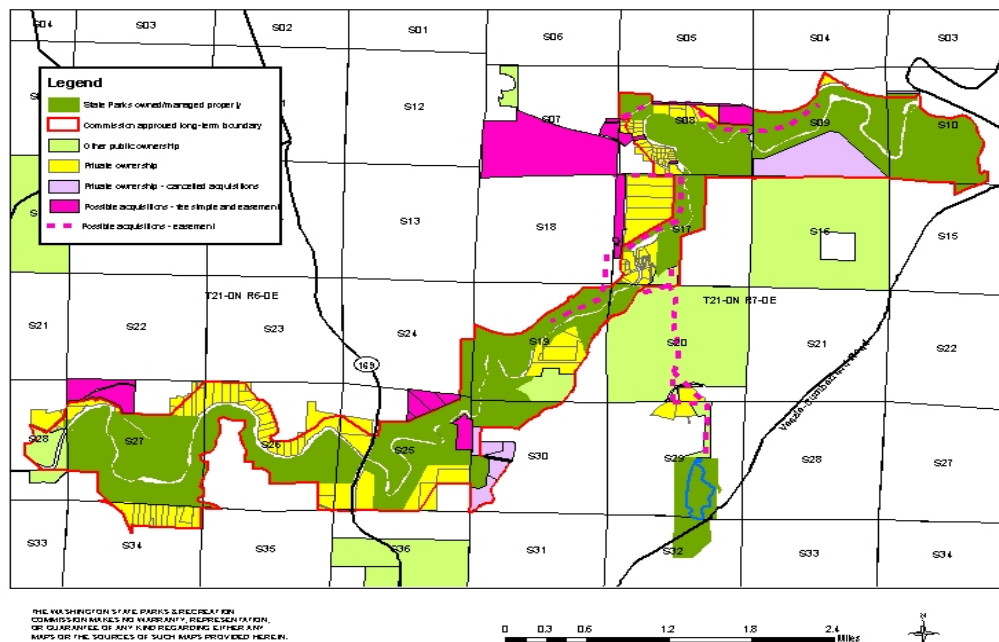 S04 S03 S02 S01 S06 S05 S04 S03
Legend
State Parks owned/managed property
Commission approved long-term boundary
Other public ownership
Private ownership
Private ownership - cancelled acquisitions
Possible acquisitions - fee simple and easement
Possible acquisitions - easement
S12 S07 S08 S09 S10
S13 S18 S17 S16 S15
T21-0N R6-0E T21-0N R7-0E
S21 S22 S23 S24 S19 S20 S21 S22
169
Veazie-Cumberland Road
S28 S27 S26 S25 S30 S29 S28 S27
S33 S34 S35 S36 S31 S32 S33 S34
THE WASHINGTON STATE PARKS & RECREATION
COMMISSION MAKES NO WARRANTY, REPRESENTATION,
OR GUARANTEE OF ANY KIND REGARDING EITHER ANY
MAPS OR THE SOURCES OF SUCH MAPS PROVIDED HEREIN.
0 0.3 0.6 1.2 1.8 2.4
Miles
N